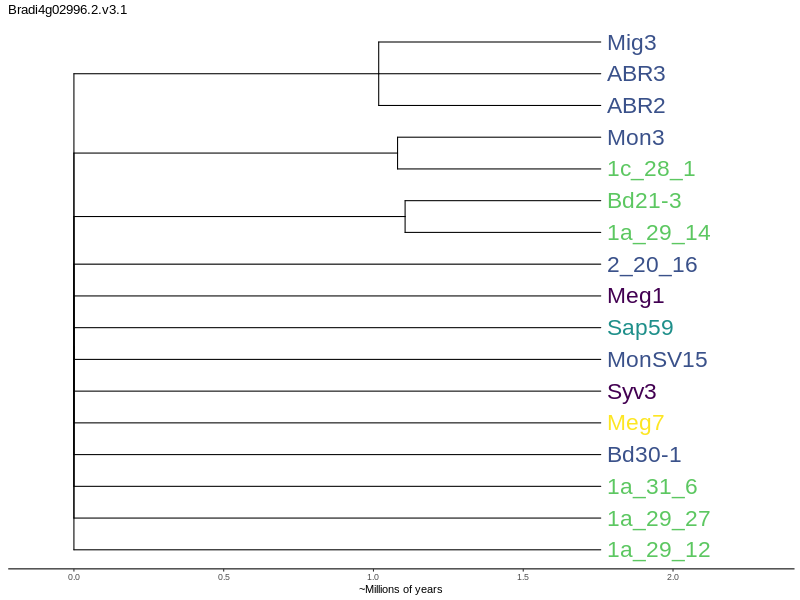 Bradi4g02996.2.v3.1
Mig3
ABR3
ABR2
Mon3
1c_28_1
Bd21-3
1a_29_14
2_20_16
Meg1
Sap59
MonSV15
Syv3
Meg7
Bd30-1
1a_31_6
1a_29_27
1a_29_12
0.0 0.5 1.0 1.5 2.0
~Millions of years